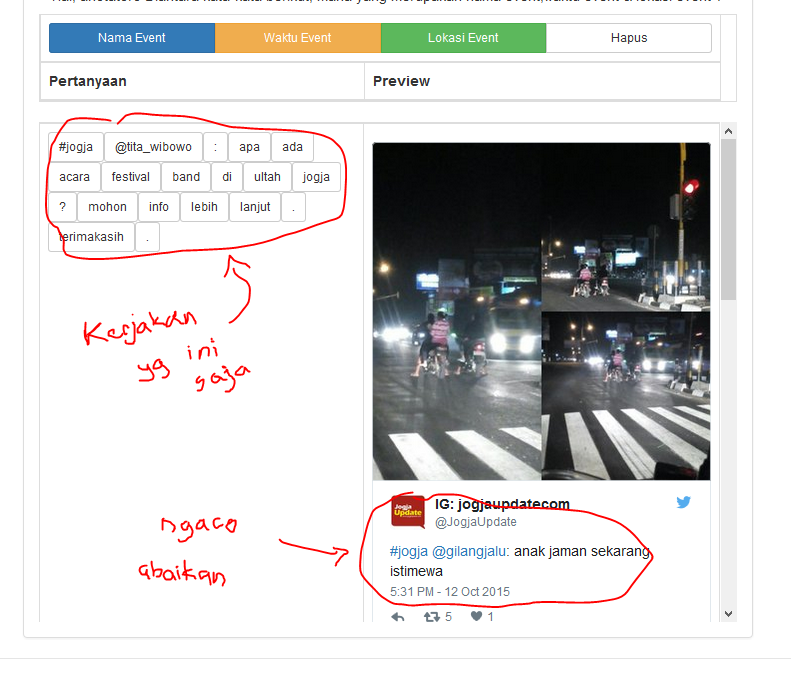 Nama Event Waktu Event Lokasi Event Hapus
Pertanyaan Preview
#jogja @tita_wibowo : apa ada
acara festival band di ultah jogja
? mohon info lebih lanjut .
terimakasih .
Kerjakan
yg ini
saja
ngaco
abaikan
Jogja
Update
IG: jogjaupdatecom
@JogjaUpdate
#jogja @gilangjalu: anak jaman sekarang
istimewa
5:31 PM - 12 Oct 2015
5 1